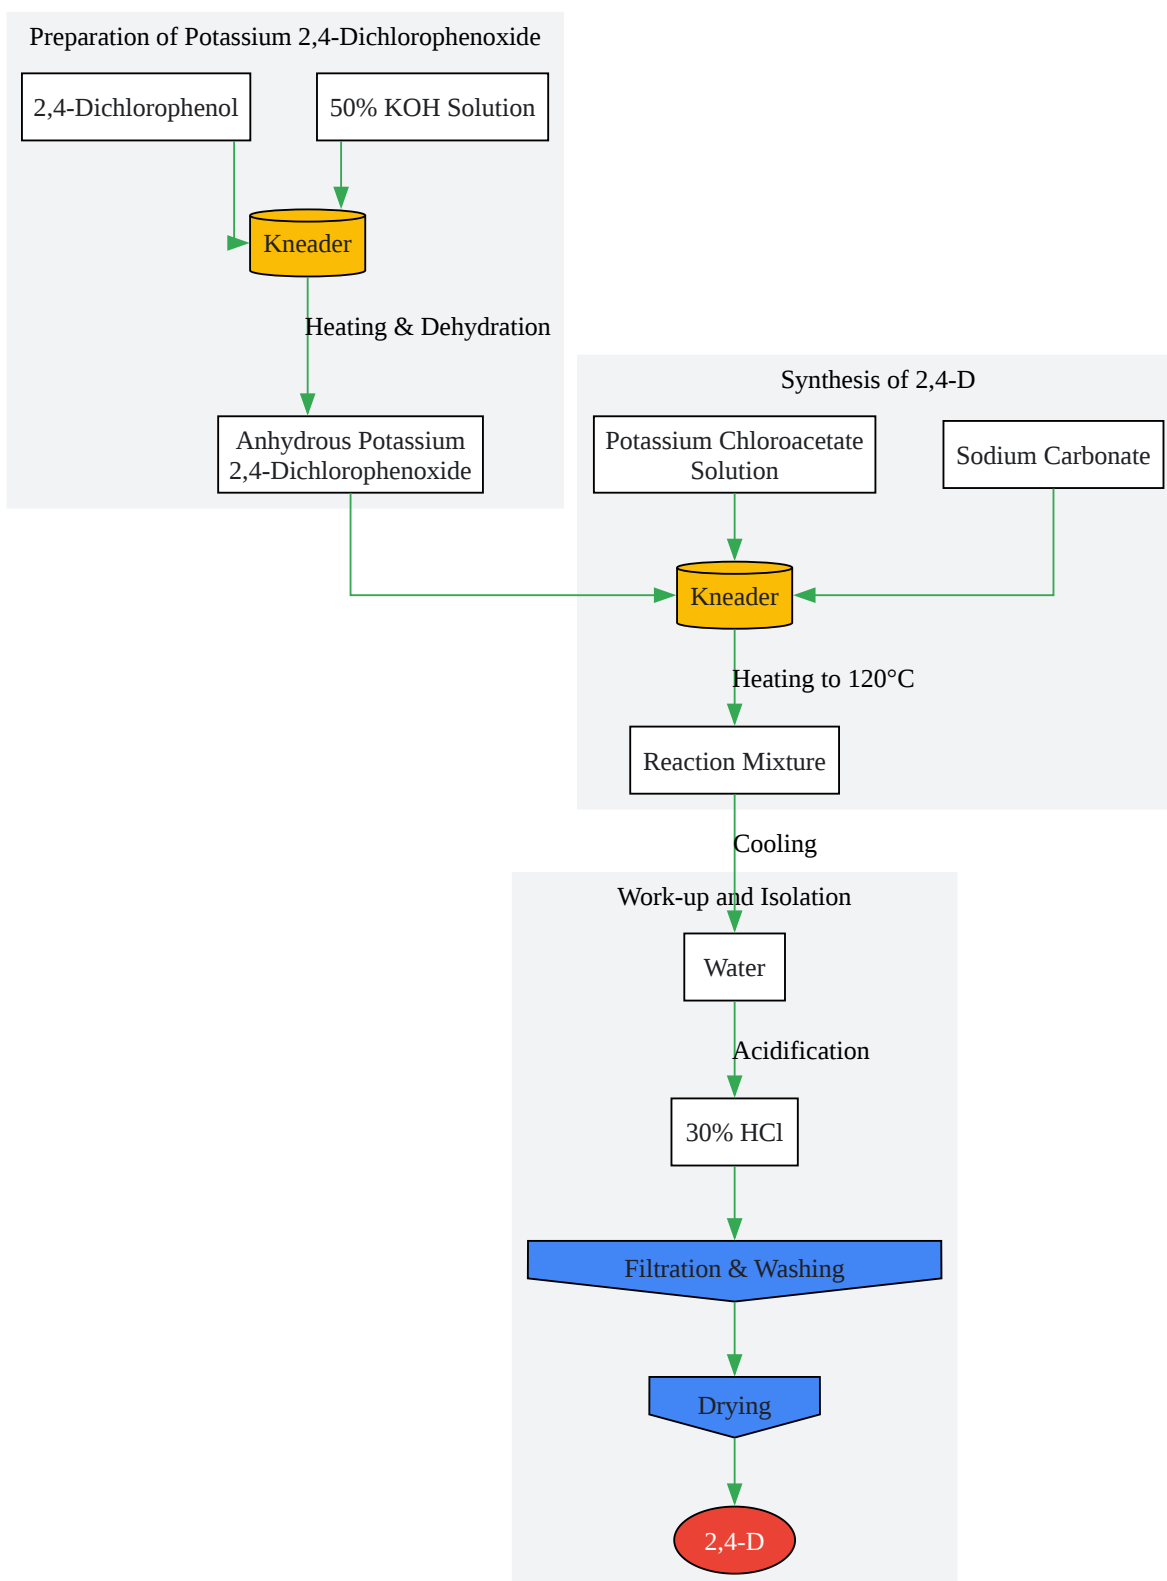 Preparation of Potassium 2,4-Dichlorophenoxide
2,4-Dichlorophenol
50% KOH Solution
Kneader
Heating & Dehydration
Anhydrous Potassium
2,4-Dichlorophenoxide
Synthesis of 2,4-D
Potassium Chloroacetate
Solution
Sodium Carbonate
Kneader
Heating to 120°C
Reaction Mixture
Cooling
Work-up and Isolation
Water
Acidification
30% HCl
Filtration & Washing
Drying
2,4-D